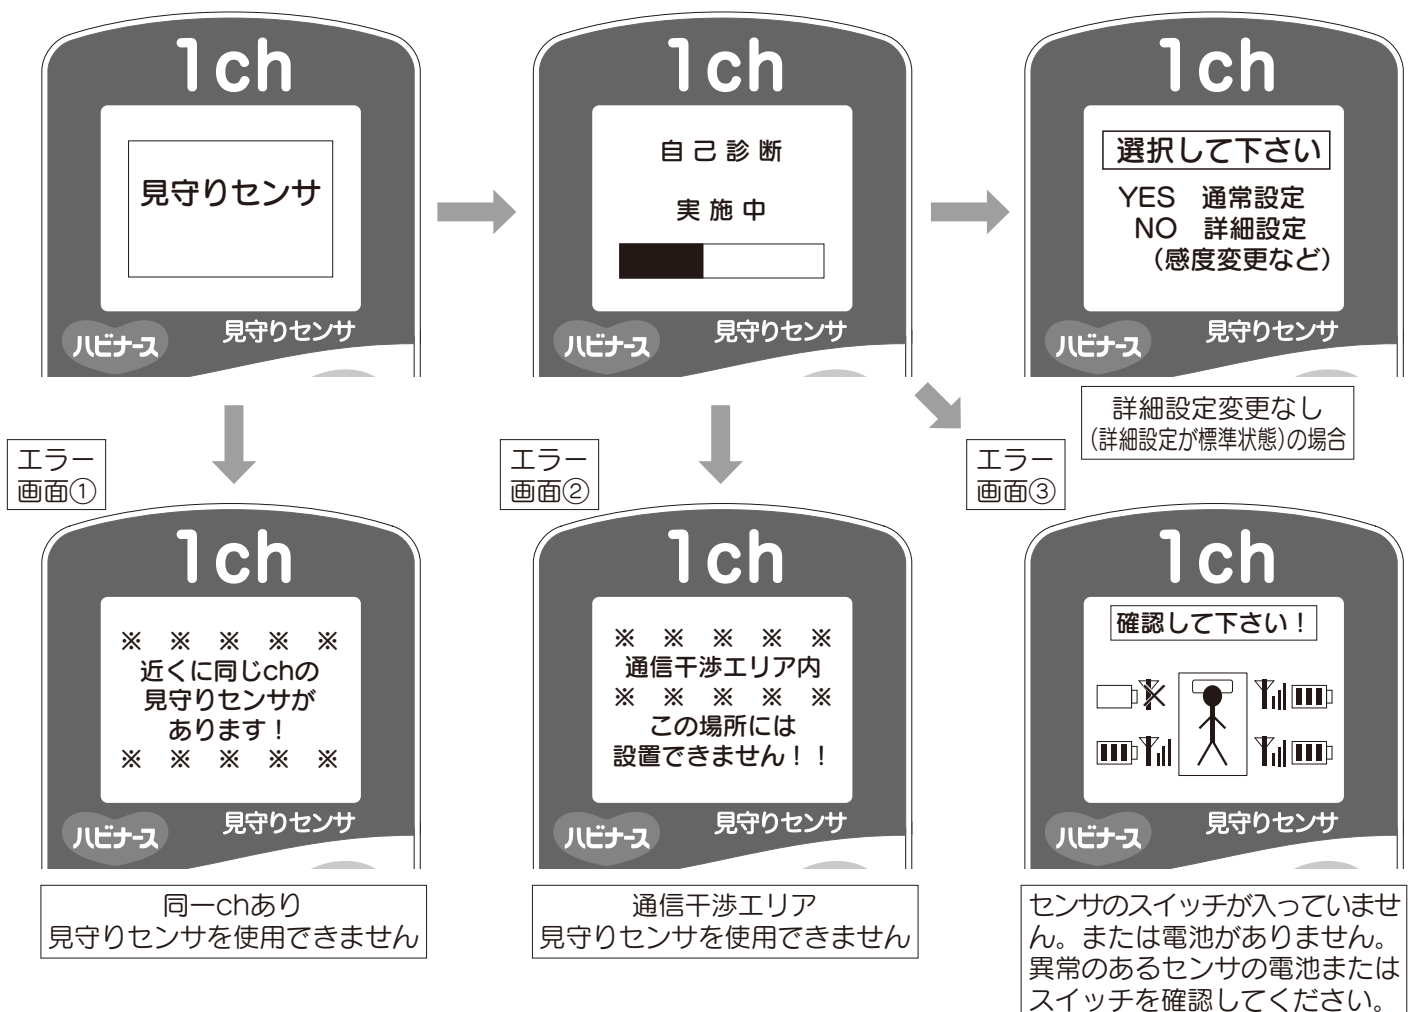 1ch
見守りセンサ
ハビナース
見守りセンサ
1ch
自己診断
実施中
ハビナース
見守りセンサ
1ch
選択して下さい
YES 通常設定
NO 詳細設定
(感度変更など)
ハビナース
見守りセンサ
詳細設定変更なし
(詳細設定が標準状態)の場合
エラー
画面①
エラー
画面②
エラー
画面③
1ch
※ ※ ※ ※ ※
近くに同じchの
見守りセンサが
あります！
※ ※ ※ ※ ※
ハビナース
見守りセンサ
同一chあり
見守りセンサを使用できません
1ch
※ ※ ※ ※ ※
通信干渉エリア内
※ ※ ※ ※ ※
この場所には
設置できません！！
ハビナース
見守りセンサ
通信干渉エリア
見守りセンサを使用できません
1ch
確認して下さい！
ハビナース
見守りセンサ
センサのスイッチが入っていませ
ん。または電池がありません。
異常のあるセンサの電池または
スイッチを確認してください。